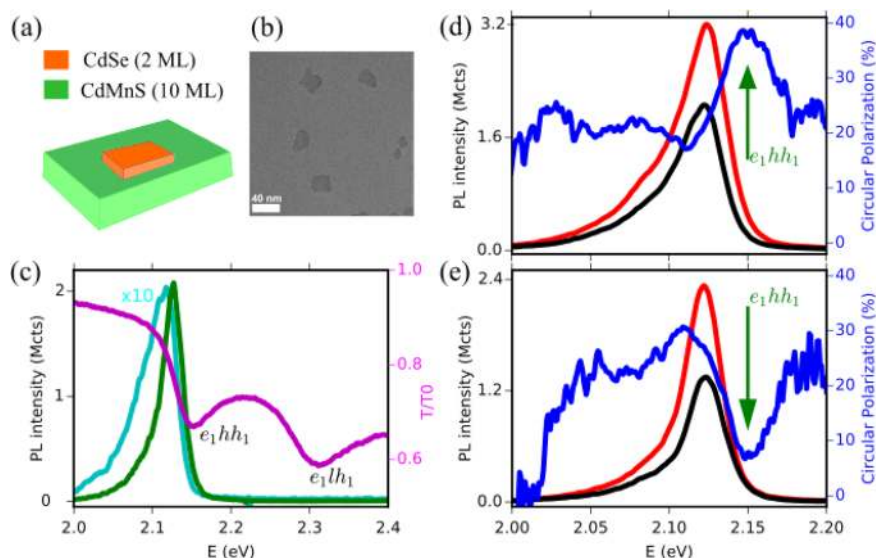 (a)
CdSe (2 ML)
CdMnS (10 ML)
(b)
40 nm
(c)
PL intensity (Mcts)
2
1
0
x10
e₁hh₁
e₁lh₁
1.0
0.8
0.6
T/T0
2.0 2.1 2.2 2.3 2.4
E (eV)
(d)
PL intensity (Mcts)
3.2
1.6
0.0
e₁hh₁
40
30
20
10
0
Circular Polarization (%)
(e)
PL intensity (Mcts)
2.4
1.2
0.0
e₁hh₁
40
30
20
10
0
Circular Polarization (%)
2.00 2.05 2.10 2.15 2.20
E (eV)